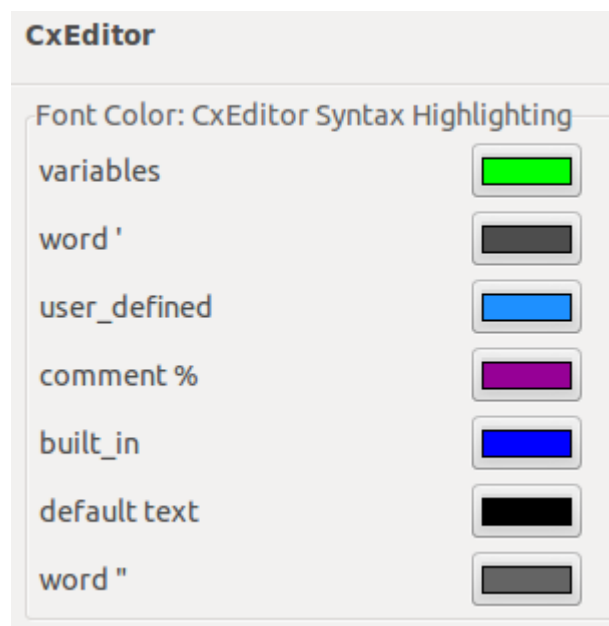 CxEditor
Font Color: CxEditor Syntax Highlighting
variables
word '
user_defined
comment %
built_in
default text
word "